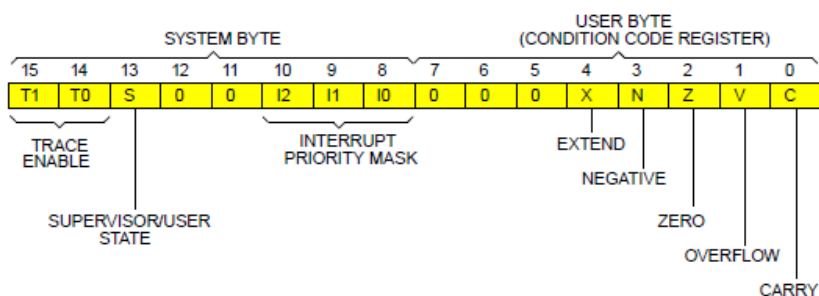 USER BYTE
SYSTEM BYTE (CONDITION CODE REGISTER)
15 14 13 12 11 10 9 8 7 6 5 4 3 2 1 0
T1 T0 S 0 0 I2 I1 I0 0 0 0 X N Z V C
TRACE
ENABLE
INTERRUPT
PRIORITY MASK
EXTEND
NEGATIVE
SUPERVISOR/USER
STATE
ZERO
OVERFLOW
CARRY